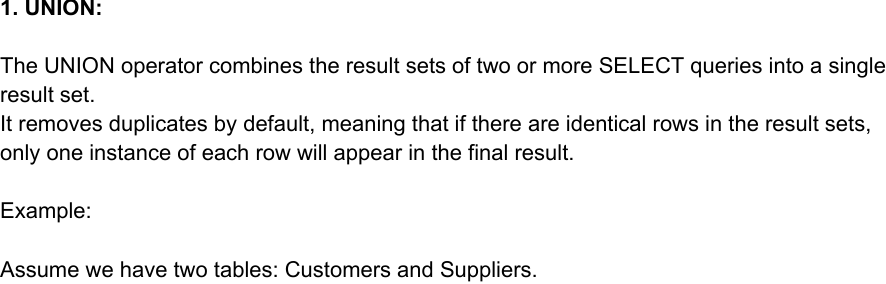 1. UNION:
The UNION operator combines the result sets of two or more SELECT queries into a single
result set.
It removes duplicates by default, meaning that if there are identical rows in the result sets,
only one instance of each row will appear in the final result.
Example:
Assume we have two tables: Customers and Suppliers.